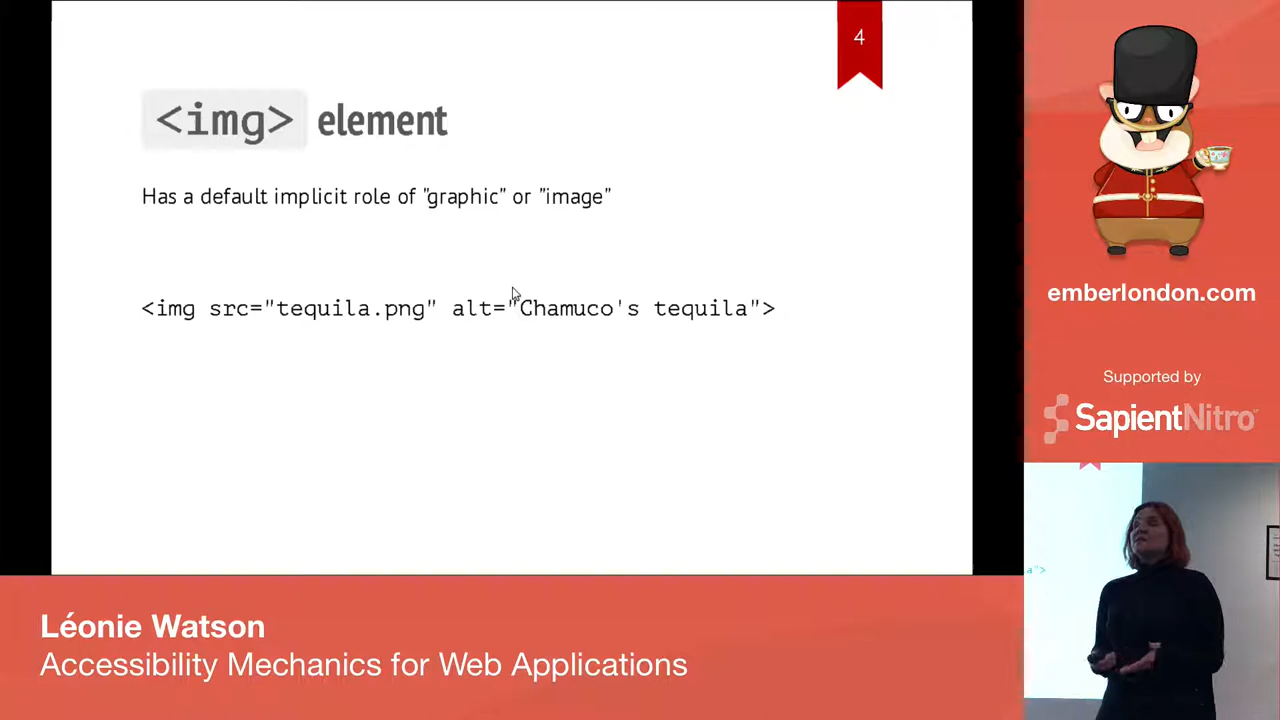 4
<img> element
Has a default implicit role of "graphic" or "image"
<img src="tequila.png" alt="Chamuco's tequila">
emberlondon.com
Supported by
SapientNitro
a">
Léonie Watson
Accessibility Mechanics for Web Applications